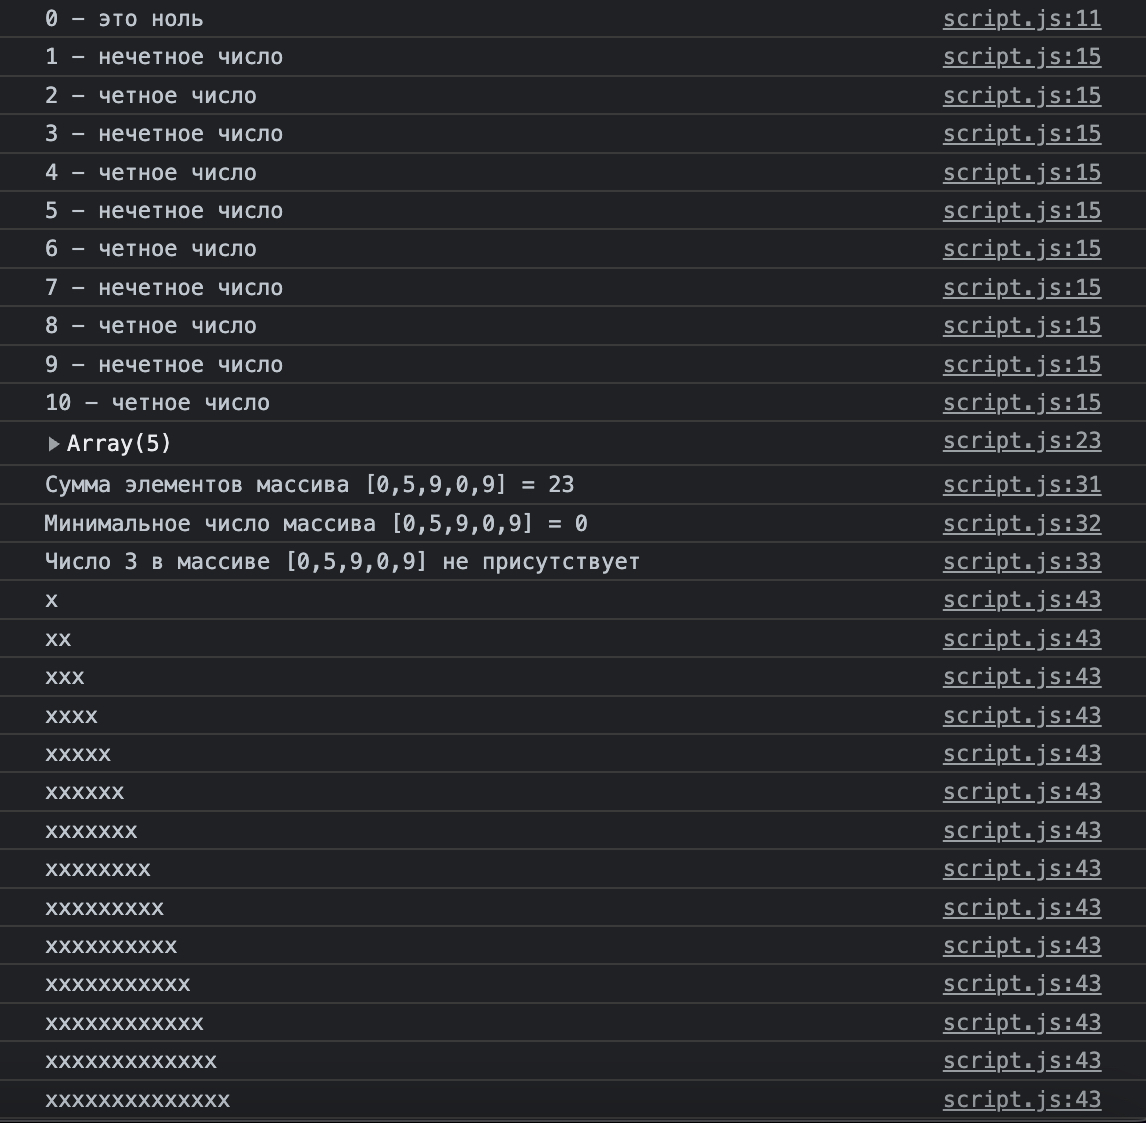 0 – это ноль script.js:11
1 – нечетное число script.js:15
2 – четное число script.js:15
3 – нечетное число script.js:15
4 – четное число script.js:15
5 – нечетное число script.js:15
6 – четное число script.js:15
7 – нечетное число script.js:15
8 – четное число script.js:15
9 – нечетное число script.js:15
10 – четное число script.js:15
Array(5) script.js:23
Сумма элементов массива [0,5,9,0,9] = 23 script.js:31
Минимальное число массива [0,5,9,0,9] = 0 script.js:32
Число 3 в массиве [0,5,9,0,9] не присутствует script.js:33
x script.js:43
xx script.js:43
xxx script.js:43
xxxx script.js:43
xxxxx script.js:43
xxxxxx script.js:43
xxxxxxx script.js:43
xxxxxxxx script.js:43
xxxxxxxxx script.js:43
xxxxxxxxxx script.js:43
xxxxxxxxxxx script.js:43
xxxxxxxxxxxx script.js:43
xxxxxxxxxxxxx script.js:43
xxxxxxxxxxxxxx script.js:43